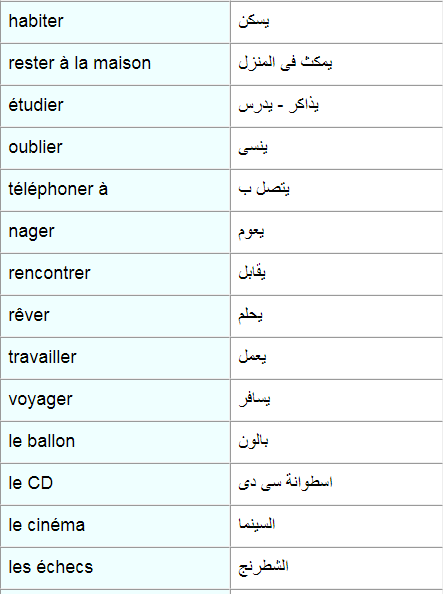 habiter يسكن
rester à la maison يمكث فى المنزل
étudier يذاكر - يدرس
oublier ينسى
téléphoner à يتصل ب
nager يعوم
rencontrer يقابل
rêver يحلم
travailler يعمل
voyager يسافر
le ballon بالون
le CD اسطوانة سى دى
le cinéma السينما
les échecs الشطرنج